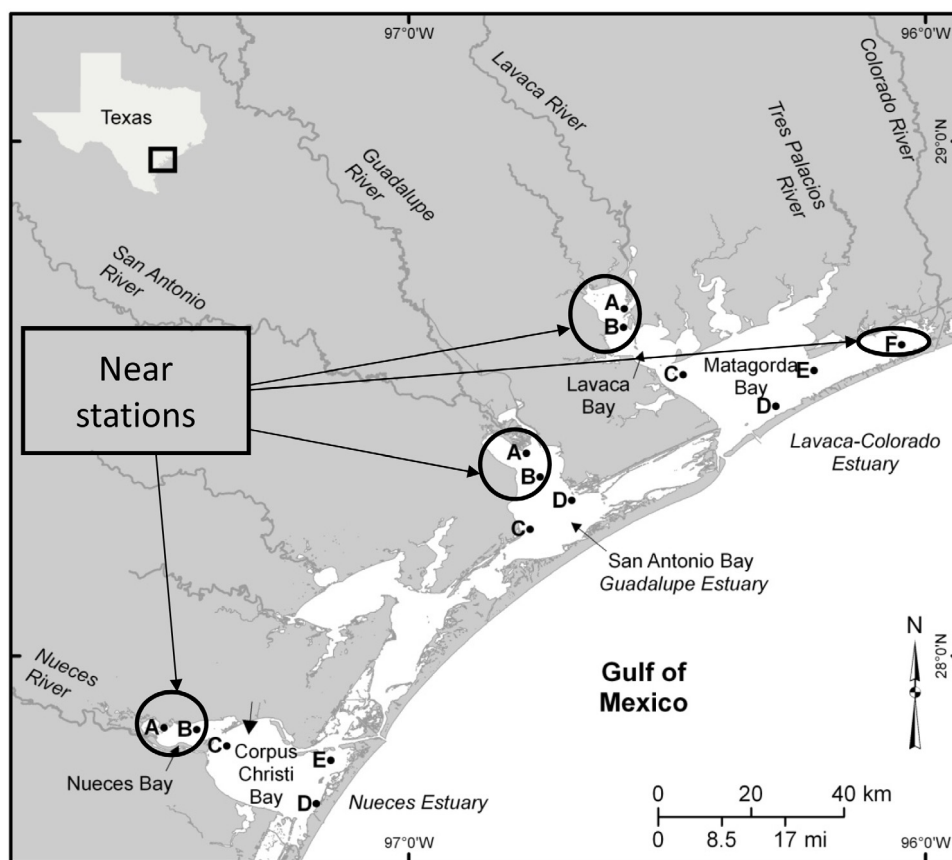 97°0'W
96°0'W
Texas
Lavaca River
Colorado River
29°0'N
Tres Palacios
River
Guadalupe
River
San Antonio
River
A
B
Near
stations
F
Matagorda
Bay
E
C
Lavaca
Bay
D
Lavaca-Colorado
Estuary
A
B
D
C
San Antonio Bay
Guadalupe Estuary
N
28°0'N
Gulf of
Mexico
Nueces
River
A
B
C
Corpus
Christi
Bay
E
Nueces Bay
D
Nueces Estuary
0 20 40 km
0 8.5 17 mi
97°0'W
96°0'W